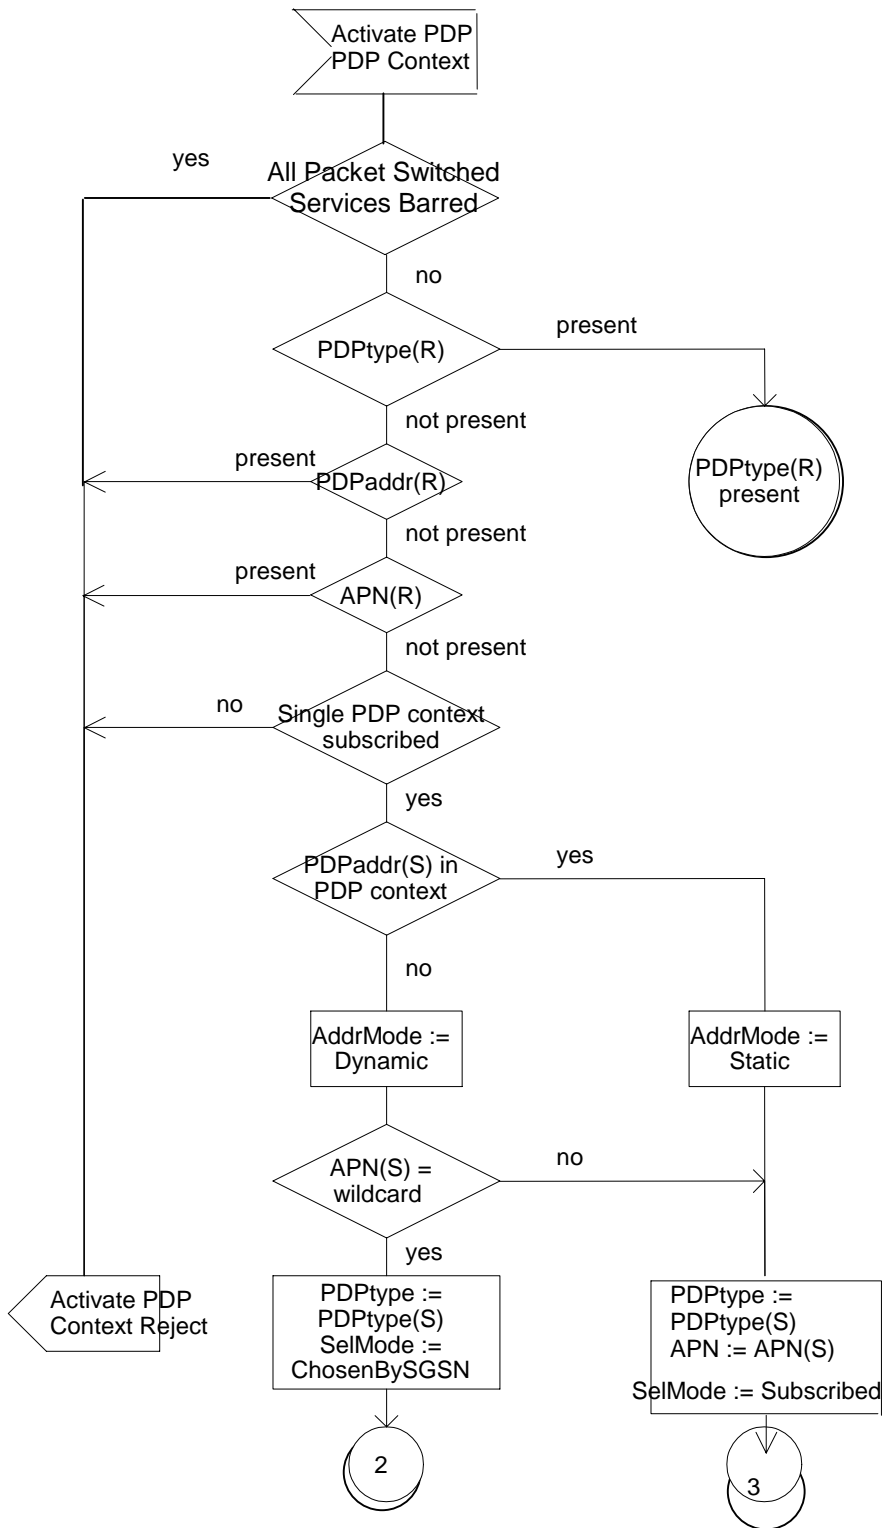 Activate PDP
PDP Context
yes
All Packet Switched
Services Barred
no
present
PDPtype(R)
not present
present
PDPaddr(R)
PDPtype(R)
present
not present
present
APN(R)
not present
no
Single PDP context
subscribed
yes
PDPaddr(S) in
PDP context
yes
no
AddrMode :=
Dynamic
AddrMode :=
Static
APN(S) =
wildcard
no
yes
Activate PDP
Context Reject
PDPtype :=
PDPtype(S)
SelMode :=
ChosenBySGSN
PDPtype :=
PDPtype(S)
APN := APN(S)
SelMode := Subscribed
2
3